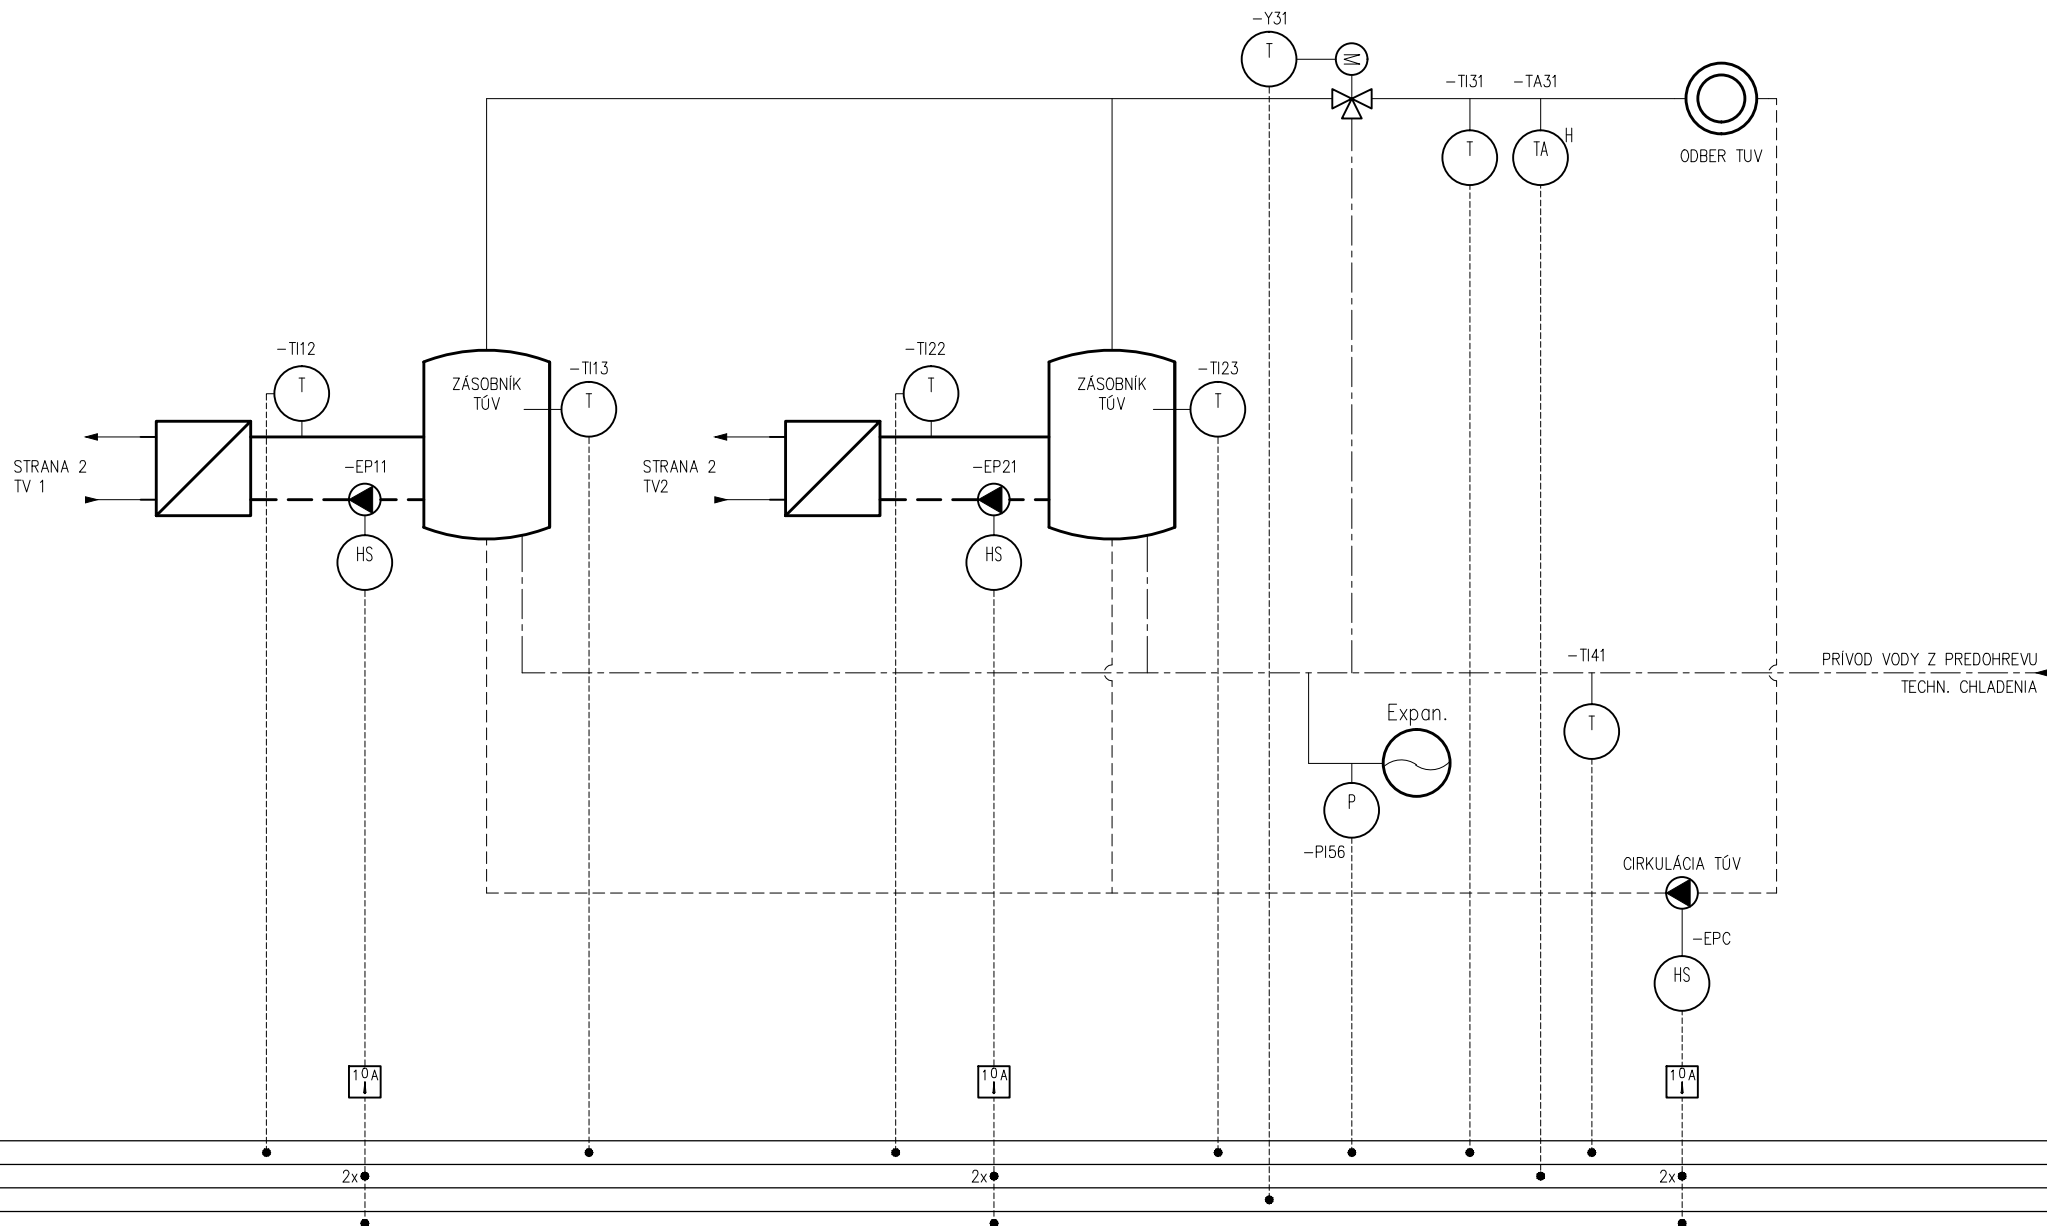 -Y31
T
M
-TI31
-TA31
T
TA
H
ODBER TUV
-TI12
T
-TI13
T
ZÁSOBNÍK
TÚV
-TI22
T
-TI23
T
ZÁSOBNÍK
TÚV
STRANA 2
TV 1
-EP11
HS
STRANA 2
TV2
-EP21
HS
-TI41
T
PRÍVOD VODY Z PREDOHREVU
TECHN. CHLADENIA
Expan.
P
-PI56
CIRKULÁCIA TÚV
-EPC
HS
10A
10A
10A
2x
2x
2x